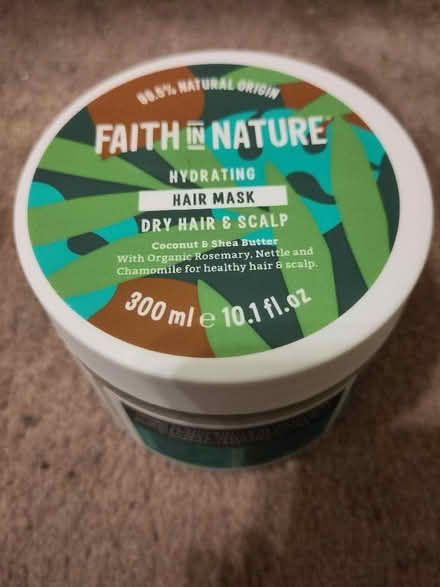 99.5% NATURAL ORIGIN
FAITH IN NATURE
HYDRATING
HAIR MASK
DRY HAIR & SCALP
Coconut & Shea Butter
With Organic Rosemary, Nettle and
Chamomile for healthy hair & scalp.
300 ml ℮ 10.1 fl.oz